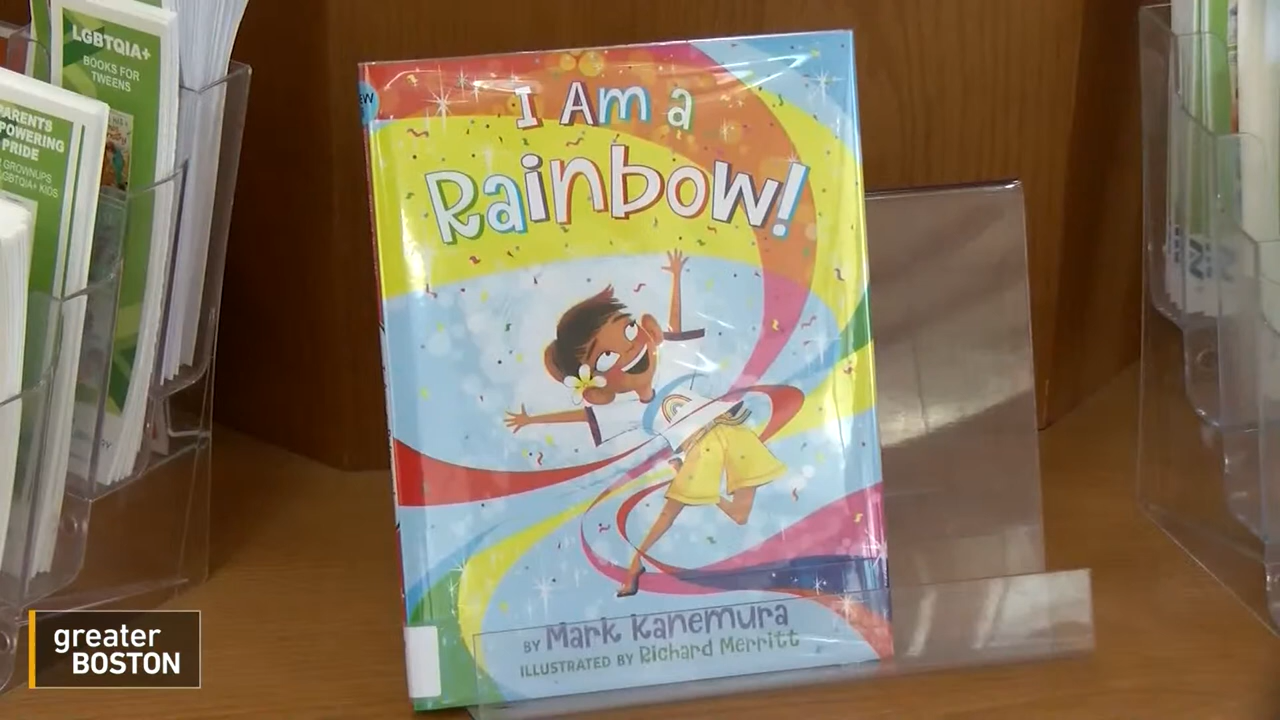 LGBTQIA+
BOOKS FOR
TWEENS
PARENTS
POWERING
PRIDE
GROWNUPS
LGBTQIA+ KIDS
I Am a
Rainbow!
BY Mark Kanemura
ILLUSTRATED BY Richard Merritt
greater
BOSTON